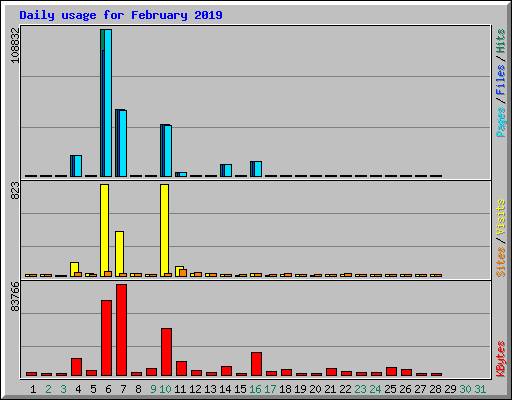 Daily usage for February 2019
108832
Pages / Files / Hits
823
Sites / Visits
83766
KBytes
1 2 3 4 5 6 7 8 9 10 11 12 13 14 15 16 17 18 19 20 21 22 23 24 25 26 27 28 29 30 31